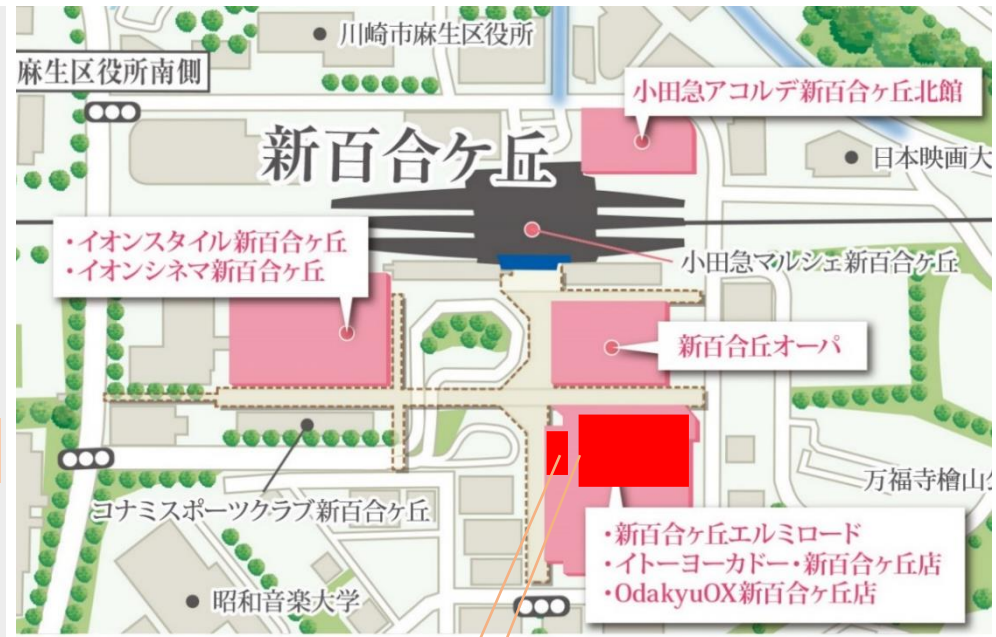 川崎市麻生区役所
麻生区役所南側
小田急アコルデ新百合ヶ丘北館
新百合ケ丘
日本映画大
・イオンスタイル新百合ヶ丘
・イオンシネマ新百合ヶ丘
小田急マルシェ新百合ヶ丘
新百合丘オーパ
万福寺檜山公
コナミスポーツクラブ新百合ヶ丘
・新百合ヶ丘エルミロード
・イトーヨーカドー・新百合ヶ丘店
・OdakyuOX新百合ヶ丘店
昭和音楽大学